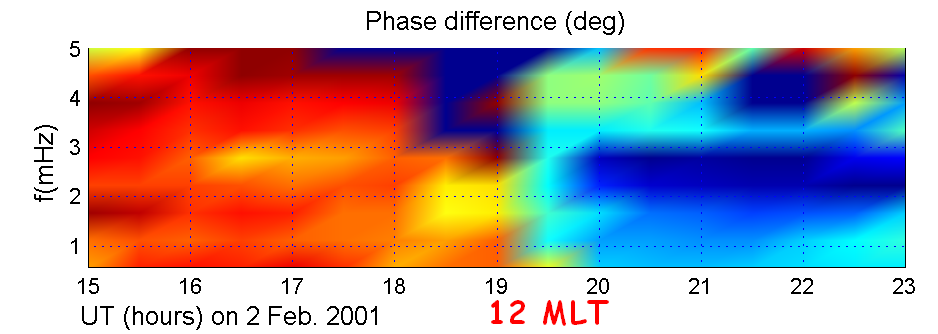 Phase difference (deg)
5
4
3
2
1
f(mHz)
15 16 17 18 19 20 21 22 23
UT (hours) on 2 Feb. 2001
12 MLT